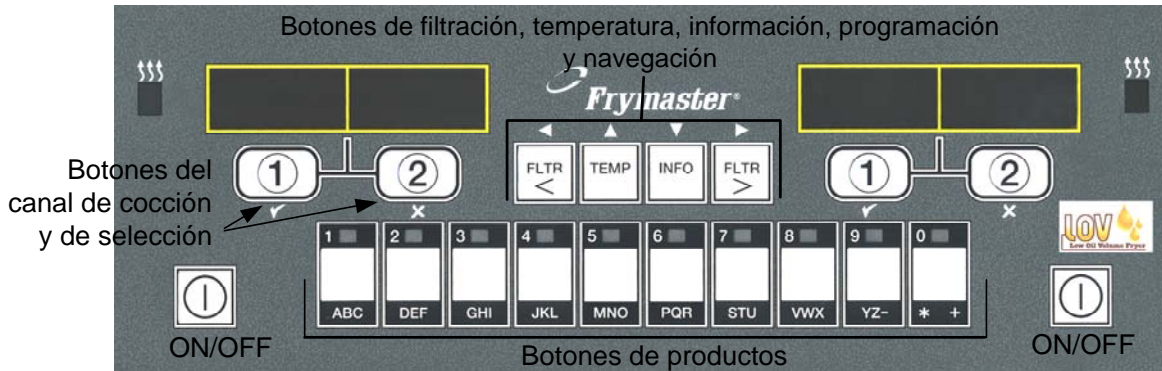 Botones de filtración, temperatura, información, programación
y navegación
Frymaster®
1 2
FLTR < TEMP INFO FLTR >
1 2
Botones del
canal de cocción
y de selección
LOV
Low Oil Volume Fryer
1 2 3 4 5 6 7 8 9 0
ABC DEF GHI JKL MNO PQR STU VWX YZ- * +
ON/OFF
ON/OFF
Botones de productos